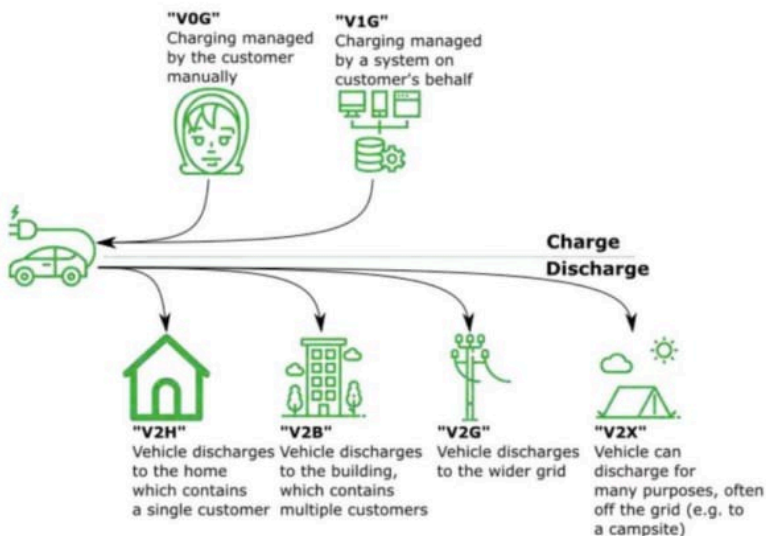 "V0G"
Charging managed
by the customer
manually
"V1G"
Charging managed
by a system on
customer's behalf
Charge
Discharge
"V2H"
Vehicle discharges
to the home
which contains
a single customer
"V2B"
Vehicle discharges
to the building,
which contains
multiple customers
"V2G"
Vehicle discharges
to the wider grid
"V2X"
Vehicle can
discharge for
many purposes, often
off the grid (e.g. to
a campsite)